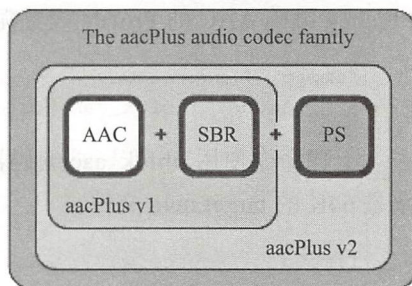 The aacPlus audio codec family
AAC + SBR + PS
aacPlus v1
aacPlus v2